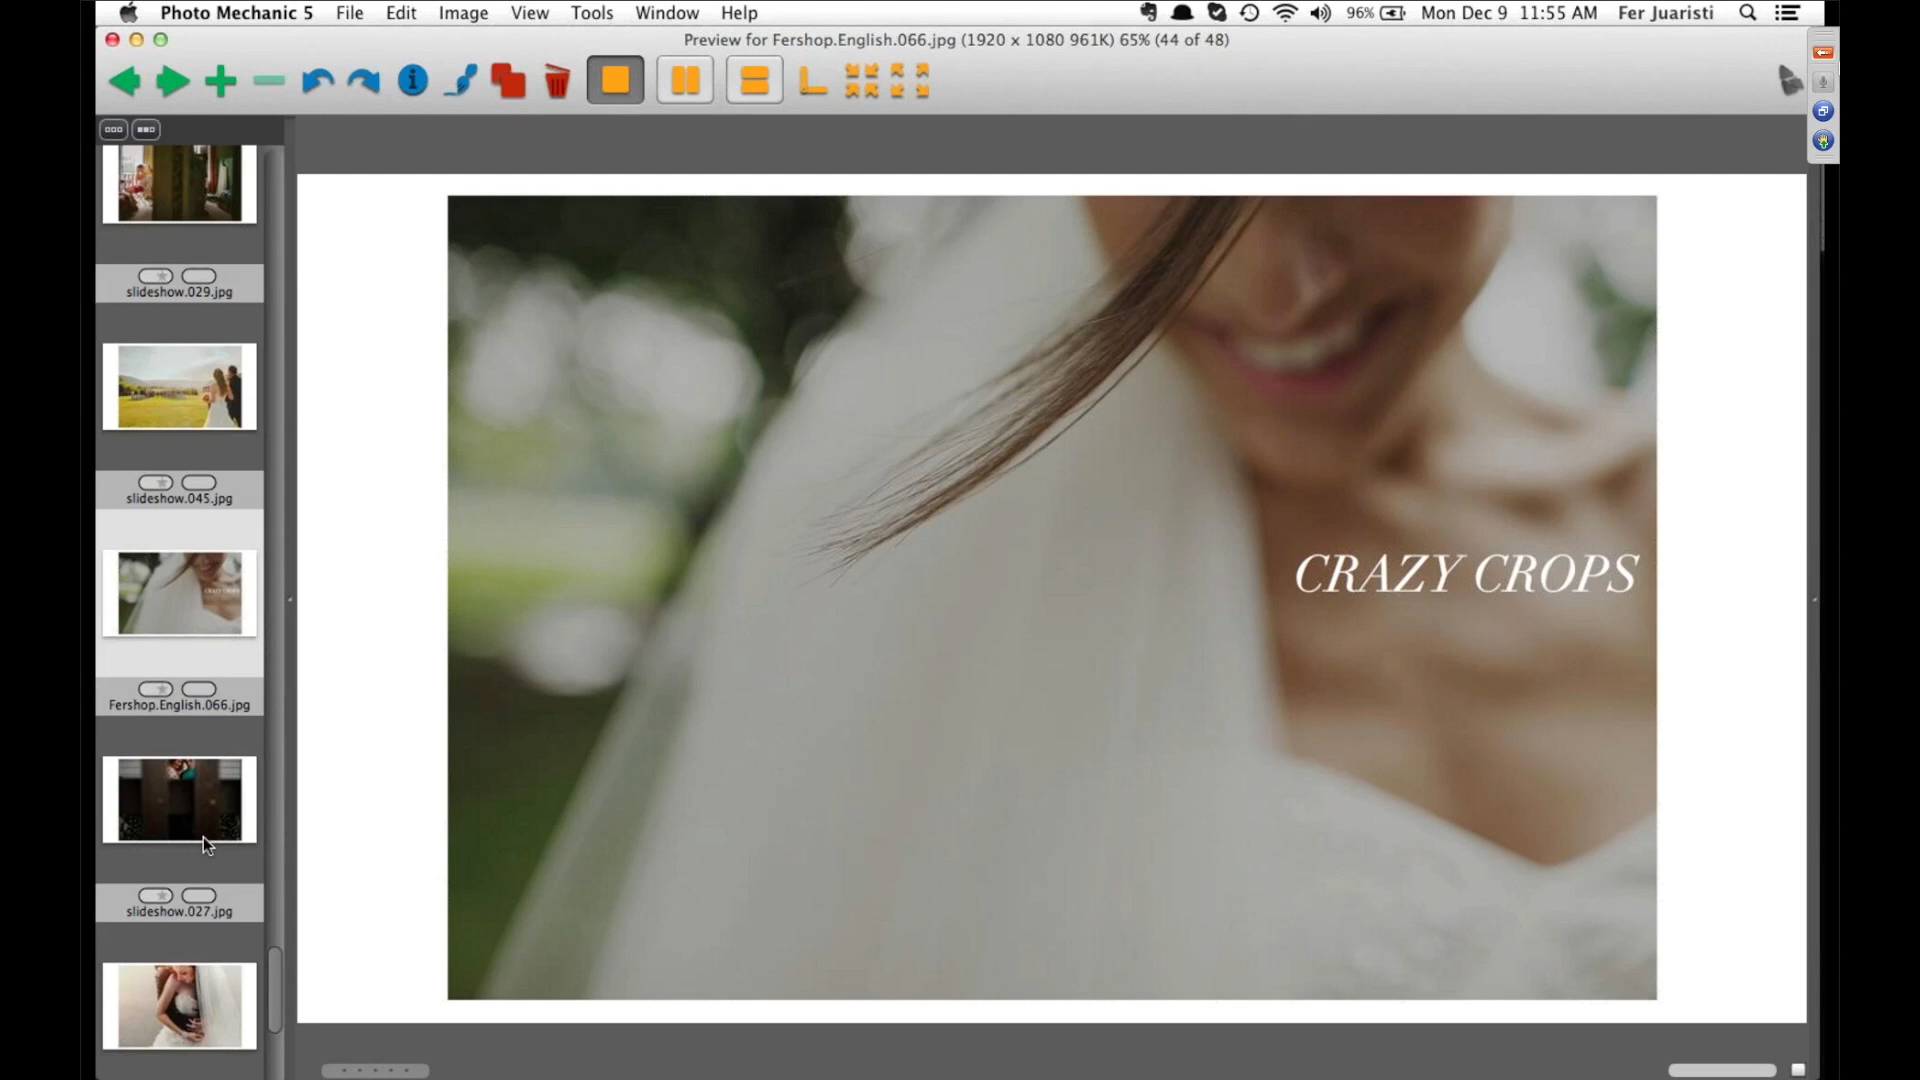 Photo Mechanic 5 File Edit Image View Tools Window Help 96% Mon Dec 9 11:55 AM Fer Juaristi
Preview for Fershop.English.066.jpg (1920 x 1080 961K) 65% (44 of 48)
slideshow.029.jpg
slideshow.045.jpg
CRAZY CROPS
Fershop.English.066.jpg
slideshow.027.jpg